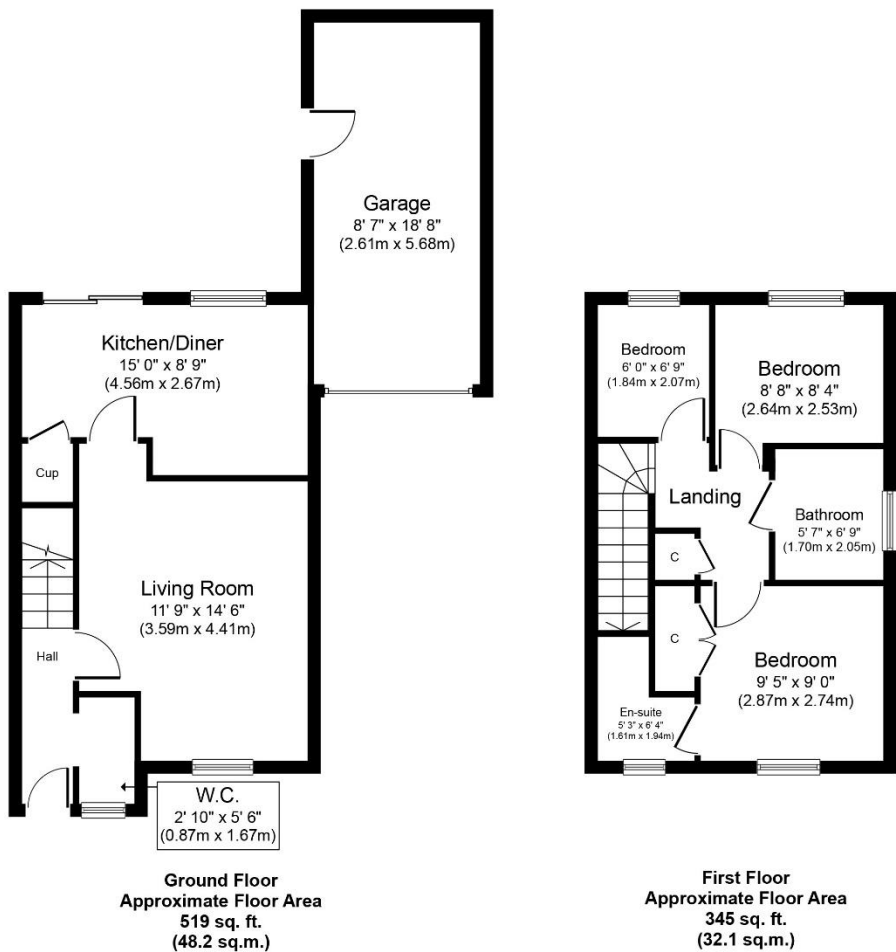 Garage
8' 7" x 18' 8"
(2.61m x 5.68m)
Kitchen/Diner
15' 0" x 8' 9"
(4.56m x 2.67m)
Cup
Living Room
11' 9" x 14' 6"
(3.59m x 4.41m)
Hall
W.C.
2' 10" x 5' 6"
(0.87m x 1.67m)
Ground Floor
Approximate Floor Area
519 sq. ft.
(48.2 sq.m.)
Bedroom
6' 0" x 6' 9"
(1.84m x 2.07m)
Bedroom
8' 8" x 8' 4"
(2.64m x 2.53m)
Landing
Bathroom
5' 7" x 6' 9"
(1.70m x 2.05m)
C
C
Bedroom
9' 5" x 9' 0"
(2.87m x 2.74m)
En-suite
5' 3" x 6' 4"
(1.61m x 1.94m)
First Floor
Approximate Floor Area
345 sq. ft.
(32.1 sq.m.)